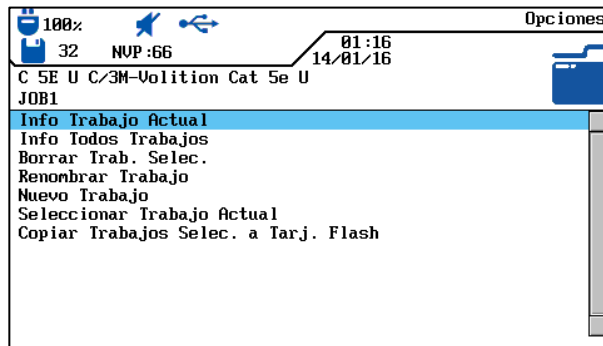 100% Opciones
32 NVP:66 01:16
14/01/16
C 5E U C/3M-Volition Cat 5e U
JOB1
Info Trabajo Actual
Info Todos Trabajos
Borrar Trab. Selec.
Renombrar Trabajo
Nuevo Trabajo
Seleccionar Trabajo Actual
Copiar Trabajos Selec. a Tarj. Flash